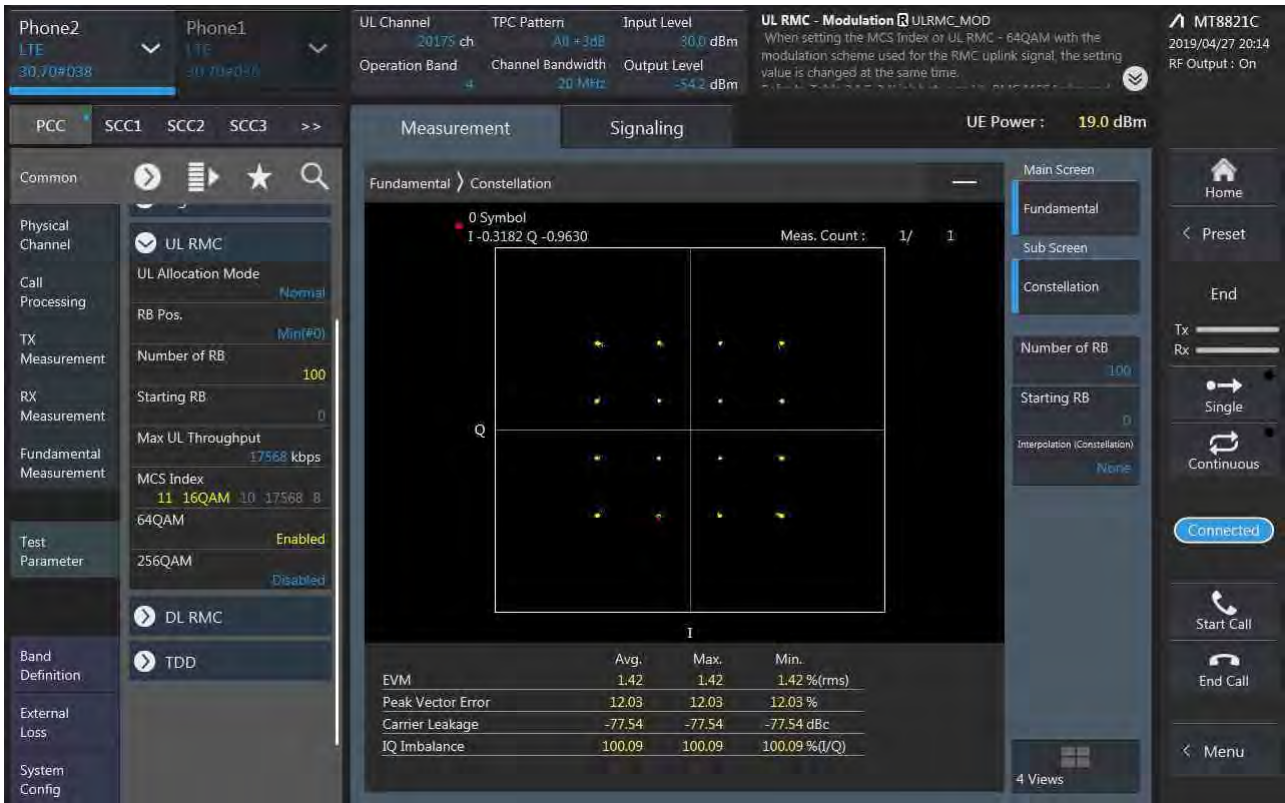 Phone2
LTE
30.70#038
Phone1
LTE
UL Channel
20175 ch
Operation Band
4
TPC Pattern
All +3dB
Channel Bandwidth
20 MHz
Input Level
30.0 dBm
Output Level
-54.2 dBm
UL RMC - Modulation R ULRMC_MOD
When setting the MCS Index or UL RMC - 64QAM with the
modulation scheme used for the RMC uplink signal, the setting
value is changed at the same time.
MT8821C
2019/04/27 20:14
RF Output : On
PCC SCC1 SCC2 SCC3 >>
Measurement Signaling
UE Power : 19.0 dBm
Common
Physical
Channel
Call
Processing
TX
Measurement
RX
Measurement
Fundamental
Measurement
Test
Parameter
Band
Definition
External
Loss
System
Config
UL RMC
UL Allocation Mode
Normal
RB Pos.
Min(#0)
Number of RB
100
Starting RB
0
Max UL Throughput
17568 kbps
MCS Index
11 16QAM 10 17568 8
64QAM
Enabled
256QAM
Disabled
DL RMC
TDD
Fundamental 〉 Constellation
0 Symbol
I -0.3182 Q -0.9630
Meas. Count : 1/ 1
Q
I
Avg. Max. Min.
EVM 1.42 1.42 1.42 %(rms)
Peak Vector Error 12.03 12.03 12.03 %
Carrier Leakage -77.54 -77.54 -77.54 dBc
IQ Imbalance 100.09 100.09 100.09 %(I/Q)
Main Screen
Fundamental
Sub Screen
Constellation
Number of RB
100
Starting RB
0
Interpolation (Constellation)
None
4 Views
Home
< Preset
End
Tx
Rx
Single
Continuous
Connected
Start Call
End Call
< Menu